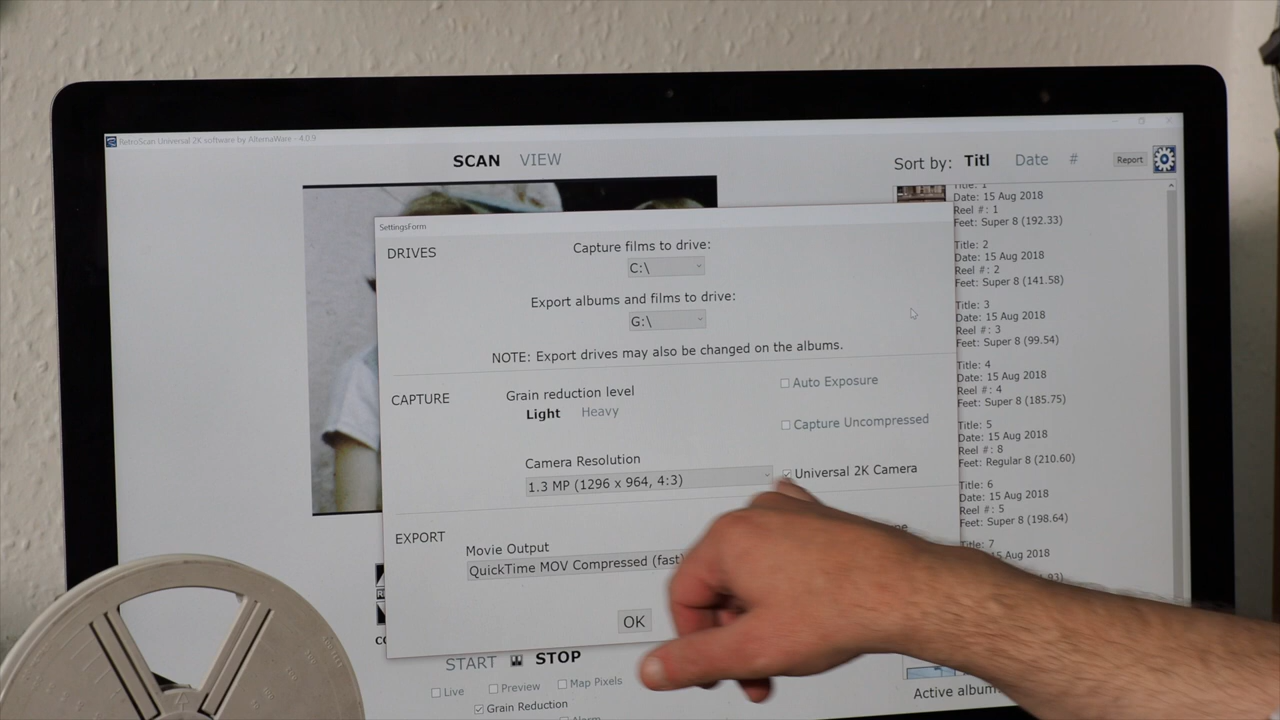 RetroScan Universal 2K software by AlternaWare - 4.0.9
SCAN VIEW
Sort by: Titl Date #
Report
SettingsForm
DRIVES
Capture films to drive:
C:\
Export albums and films to drive:
G:\
NOTE: Export drives may also be changed on the albums.
CAPTURE
Grain reduction level
Light Heavy
Auto Exposure
Capture Uncompressed
Camera Resolution
1.3 MP (1296 x 964, 4:3)
Universal 2K Camera
EXPORT
Movie Output
QuickTime MOV Compressed (fast)
OK
START STOP
Live
Preview
Map Pixels
Grain Reduction
Title: 1
Date: 15 Aug 2018
Reel #: 1
Feet: Super 8 (192.33)
Title: 2
Date: 15 Aug 2018
Reel #: 2
Feet: Super 8 (141.58)
Title: 3
Date: 15 Aug 2018
Reel #: 3
Feet: Super 8 (99.54)
Title: 4
Date: 15 Aug 2018
Reel #: 4
Feet: Super 8 (185.75)
Title: 5
Date: 15 Aug 2018
Reel #: 8
Feet: Regular 8 (210.60)
Title: 6
Date: 15 Aug 2018
Reel #: 5
Feet: Super 8 (198.64)
Title: 7
15 Aug 2018
Active album